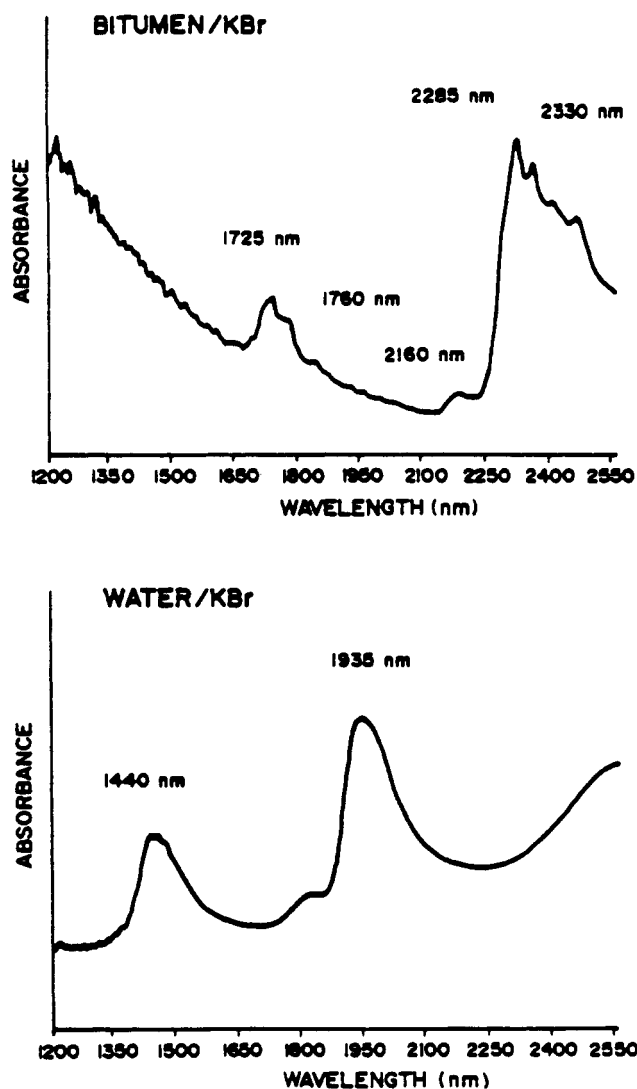 BITUMEN/KBr
2285 nm
2330 nm
1725 nm
1760 nm
2160 nm
ABSORBANCE
1200 1350 1500 1650 1800 1950 2100 2250 2400 2550
WAVELENGTH (nm)
WATER/KBr
1935 nm
1440 nm
ABSORBANCE
1200 1350 1500 1650 1800 1950 2100 2250 2400 2550
WAVELENGTH (nm)